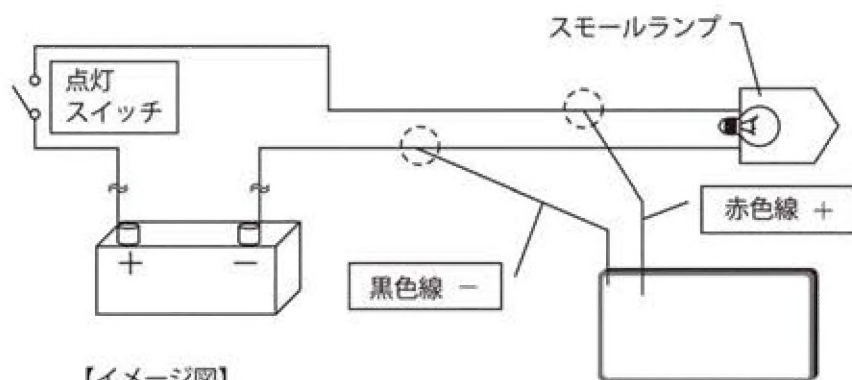 スモールランプ
点灯
スイッチ
赤色線 +
+ −
黒色線 −
【イメージ図】